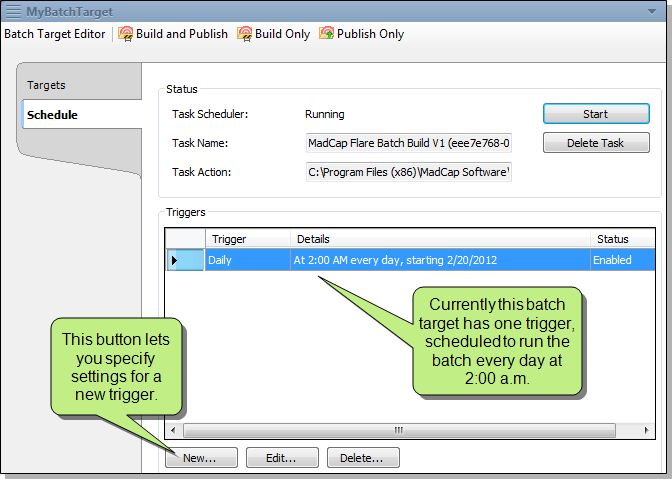 MyBatchTarget
Batch Target Editor Build and Publish Build Only Publish Only
Targets
Schedule
Status
Task Scheduler: Running Start
Task Name: MadCap Flare Batch Build V1 (eee7e768-0 Delete Task
Task Action: C:\Program Files (x86)\MadCap Software\
Triggers
Trigger Details Status
Daily At 2:00 AM every day, starting 2/20/2012 Enabled
Currently this batch
target has one trigger,
scheduled to run the
batch every day at
2:00 a.m.
This button lets
you specify
settings for a
new trigger.
New... Edit... Delete...